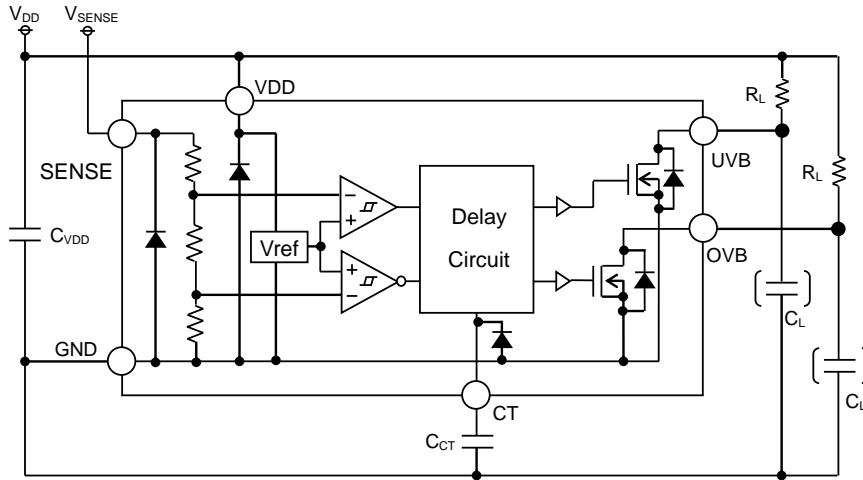 VDD
VSENSE
VDD
SENSE
RL
UVB
RL
Delay
Circuit
Vref
CVDD
OVB
GND
CL
CT
CCT
CL
− + + −